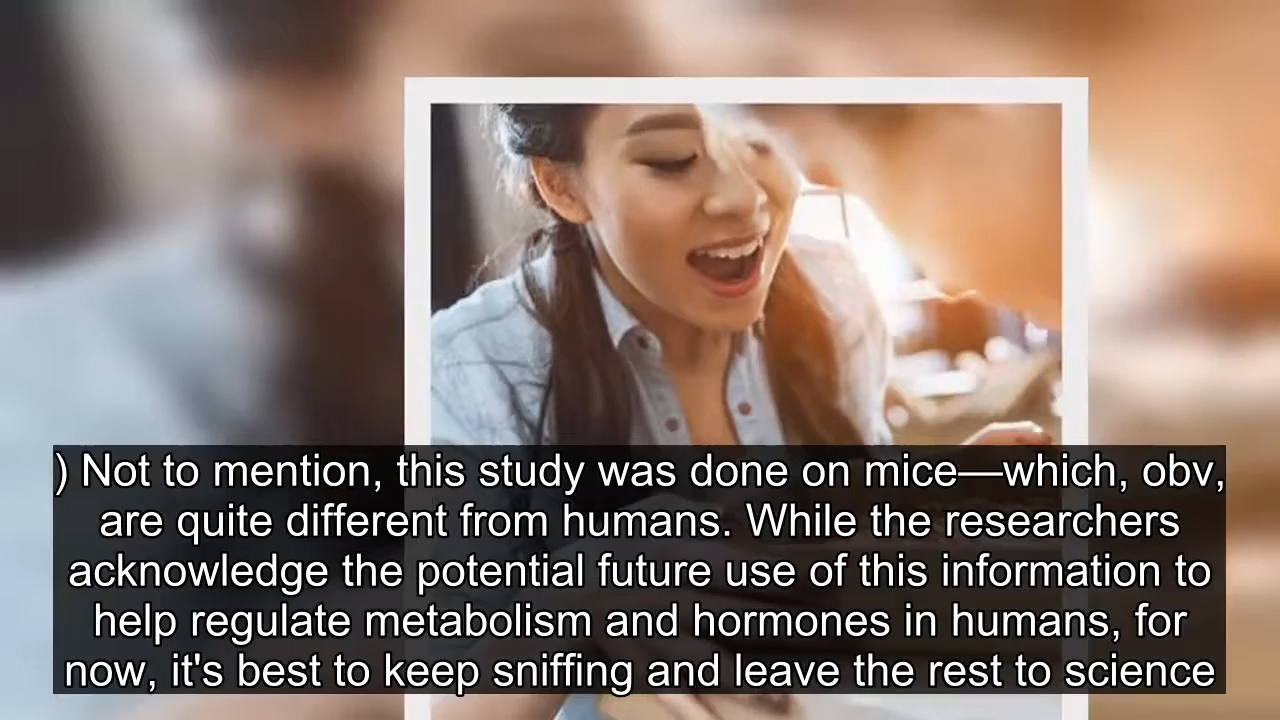 ) Not to mention, this study was done on mice—which, obv,
are quite different from humans. While the researchers
acknowledge the potential future use of this information to
help regulate metabolism and hormones in humans, for
now, it's best to keep sniffing and leave the rest to science